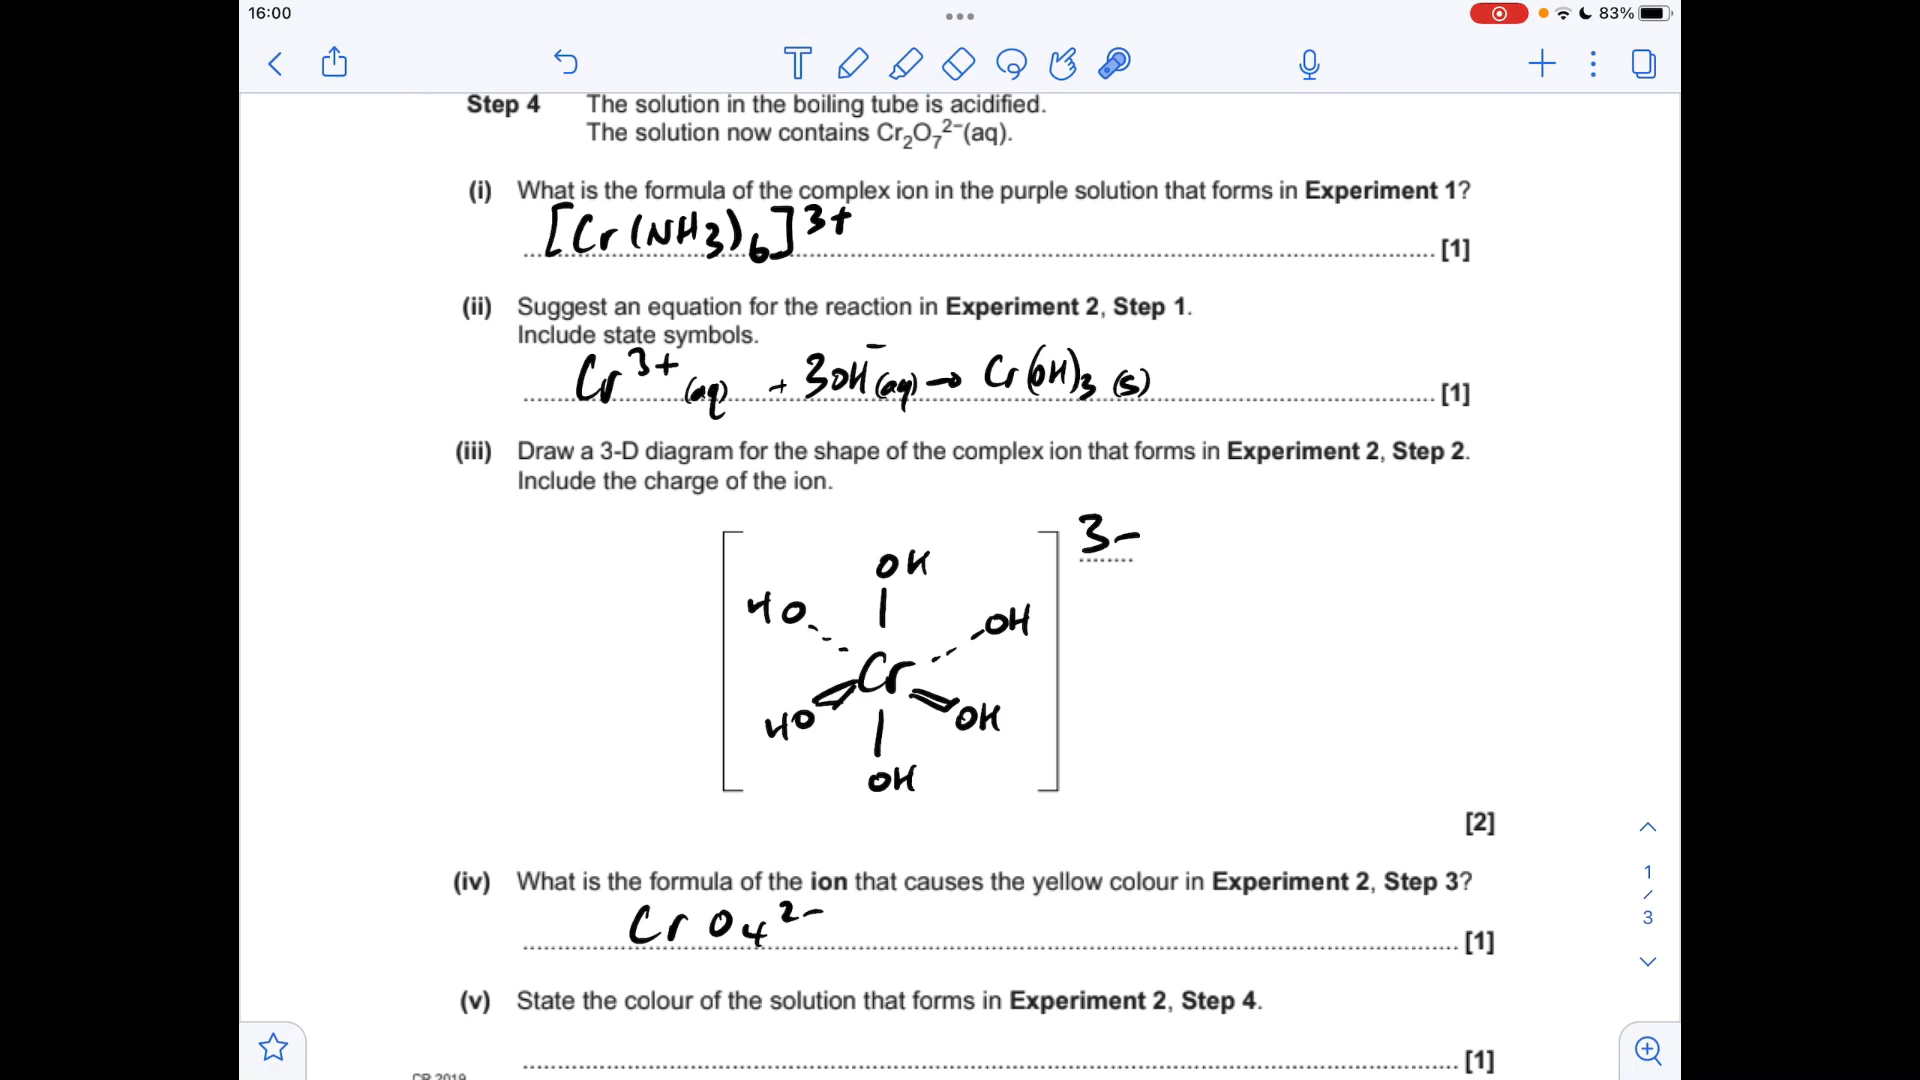 16:00
83%
Step 4 The solution in the boiling tube is acidified.
The solution now contains Cr₂O₇²⁻(aq).
(i) What is the formula of the complex ion in the purple solution that forms in Experiment 1?
[Cr(NH3)₆]³⁺
[1]
(ii) Suggest an equation for the reaction in Experiment 2, Step 1.
Include state symbols.
Cr³⁺(aq) + 3OH⁻(aq) → Cr(OH)₃(s)
[1]
(iii) Draw a 3-D diagram for the shape of the complex ion that forms in Experiment 2, Step 2.
Include the charge of the ion.
3−
OH
HO
OH
Cr
HO
OH
OH
[2]
1
/
3
(iv) What is the formula of the ion that causes the yellow colour in Experiment 2, Step 3?
CrO₄²⁻
[1]
(v) State the colour of the solution that forms in Experiment 2, Step 4.
[1]